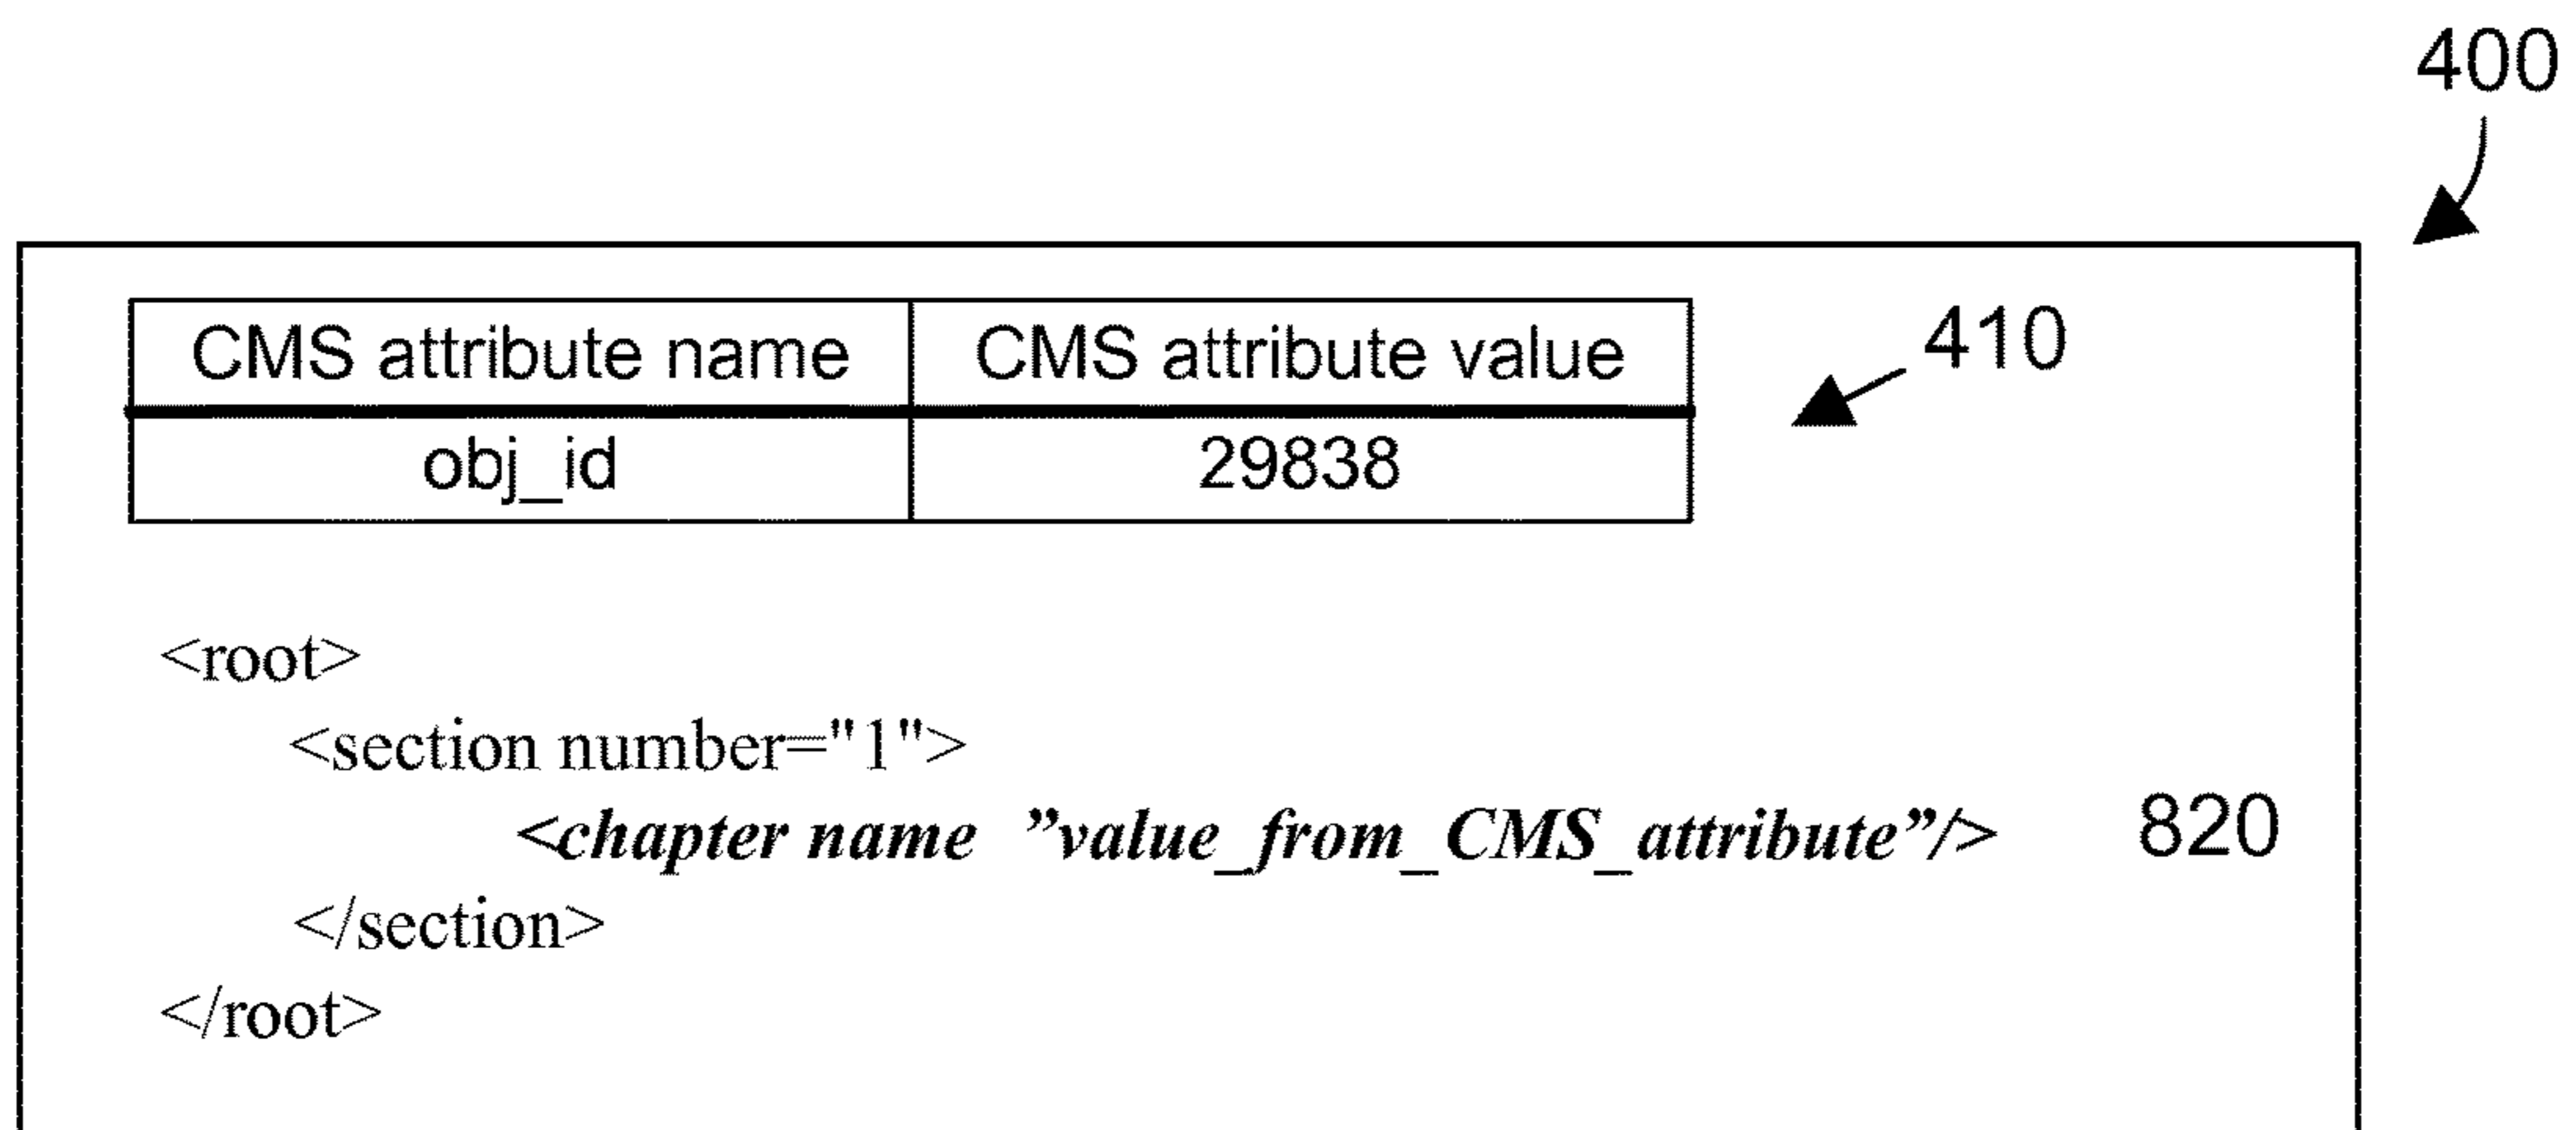 400
CMS attribute name CMS attribute value
410
obj_id 29838
<root>
<section number="1">
<chapter name ”value_from_CMS_attribute”/> 820
</section>
</root>